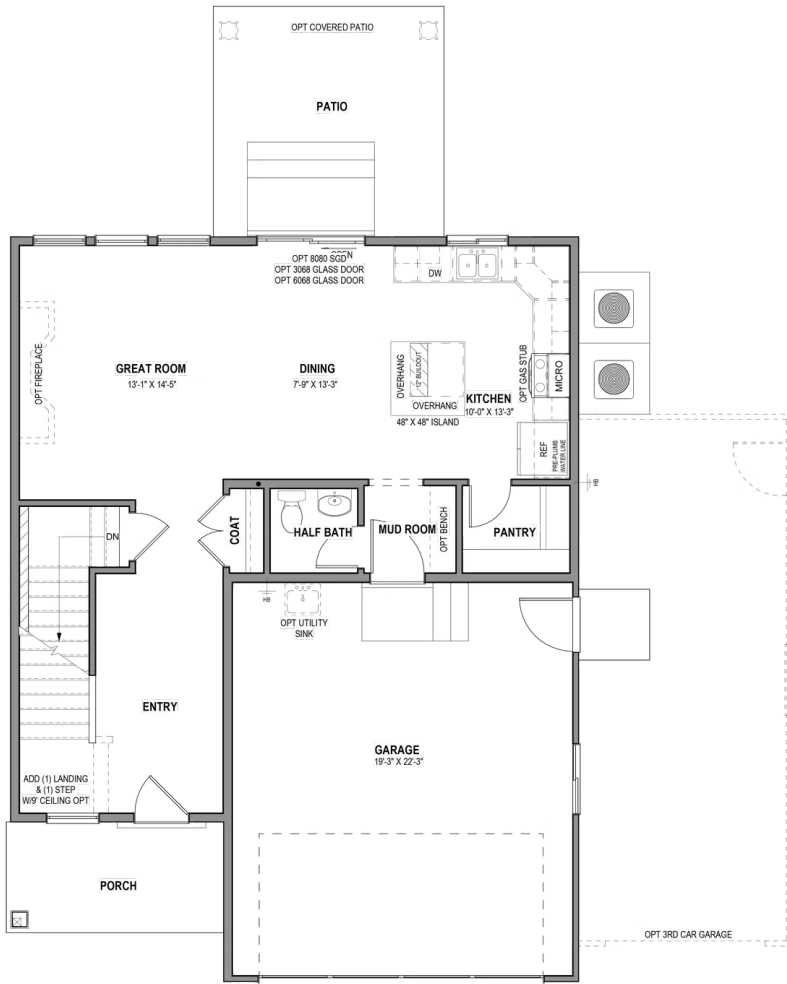 OPT COVERED PATIO
PATIO
OPEN
OPT 8080 SGD
OPT 3068 GLASS DOOR
OPT 6068 GLASS DOOR
DW
OPT FIREPLACE
GREAT ROOM
13'-1" X 14'-5"
DINING
7'-9" X 13'-3"
OVERHANG
12" BUILDOUT
OVERHANG
48" X 48" ISLAND
KITCHEN
10'-0" X 13'-3"
OPT GAS STUB
MICRO
REF
PRE-PLUMB
WATER LINE
HB
DN
COAT
HALF BATH
MUD ROOM
OPT BENCH
PANTRY
HB
OPT UTILITY
SINK
ENTRY
GARAGE
19'-3" X 22'-3"
ADD (1) LANDING
& (1) STEP
W/9' CEILING OPT
PORCH
OPT 3RD CAR GARAGE